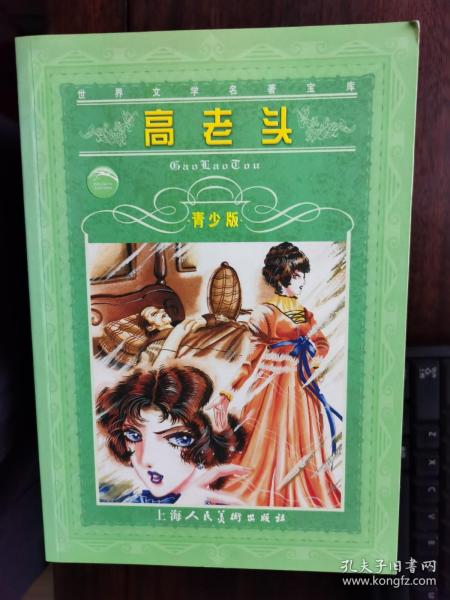 世界文学名著宝库
高老头
GaoLaoTou
青少版
上海人民美術出版社
孔夫子旧书网
www.kongfz.com